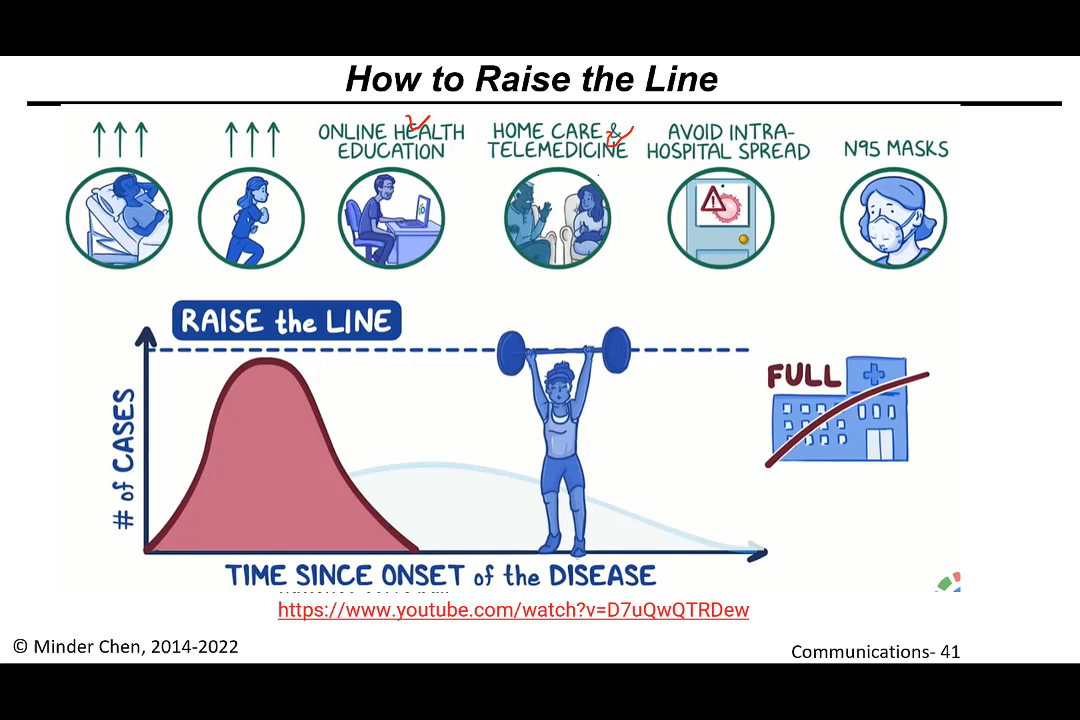 How to Raise the Line
ONLINE HEALTH
EDUCATION
HOME CARE &
TELEMEDICINE
AVOID INTRA-
HOSPITAL SPREAD
N95 MASKS
RAISE the LINE
# of CASES
FULL
TIME SINCE ONSET of the DISEASE
https://www.youtube.com/watch?v=D7uQwQTRDew
© Minder Chen, 2014-2022
Communications- 41